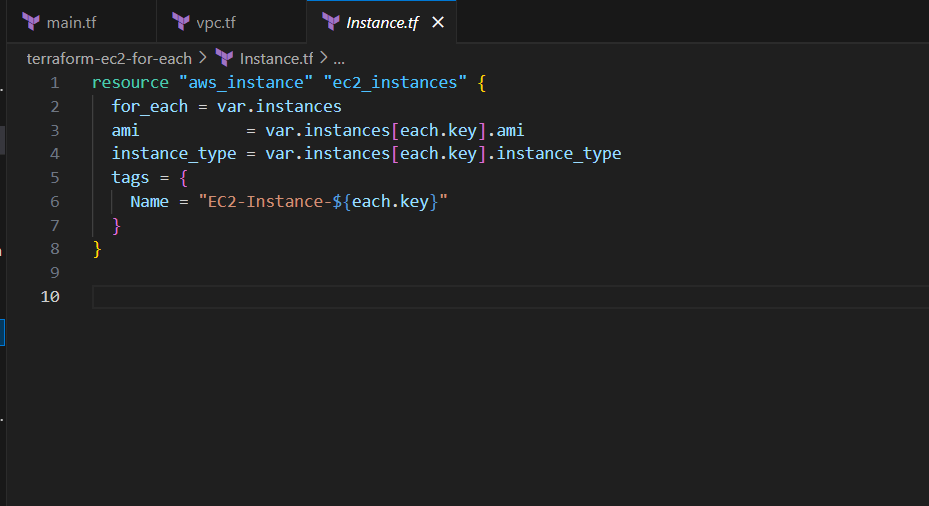 main.tf vpc.tf Instance.tf
terraform-ec2-for-each > Instance.tf > ...
1 resource "aws_instance" "ec2_instances" {
2   for_each = var.instances
3   ami           = var.instances[each.key].ami
4   instance_type = var.instances[each.key].instance_type
5   tags = {
6     Name = "EC2-Instance-${each.key}"
7   }
8 }
9
10